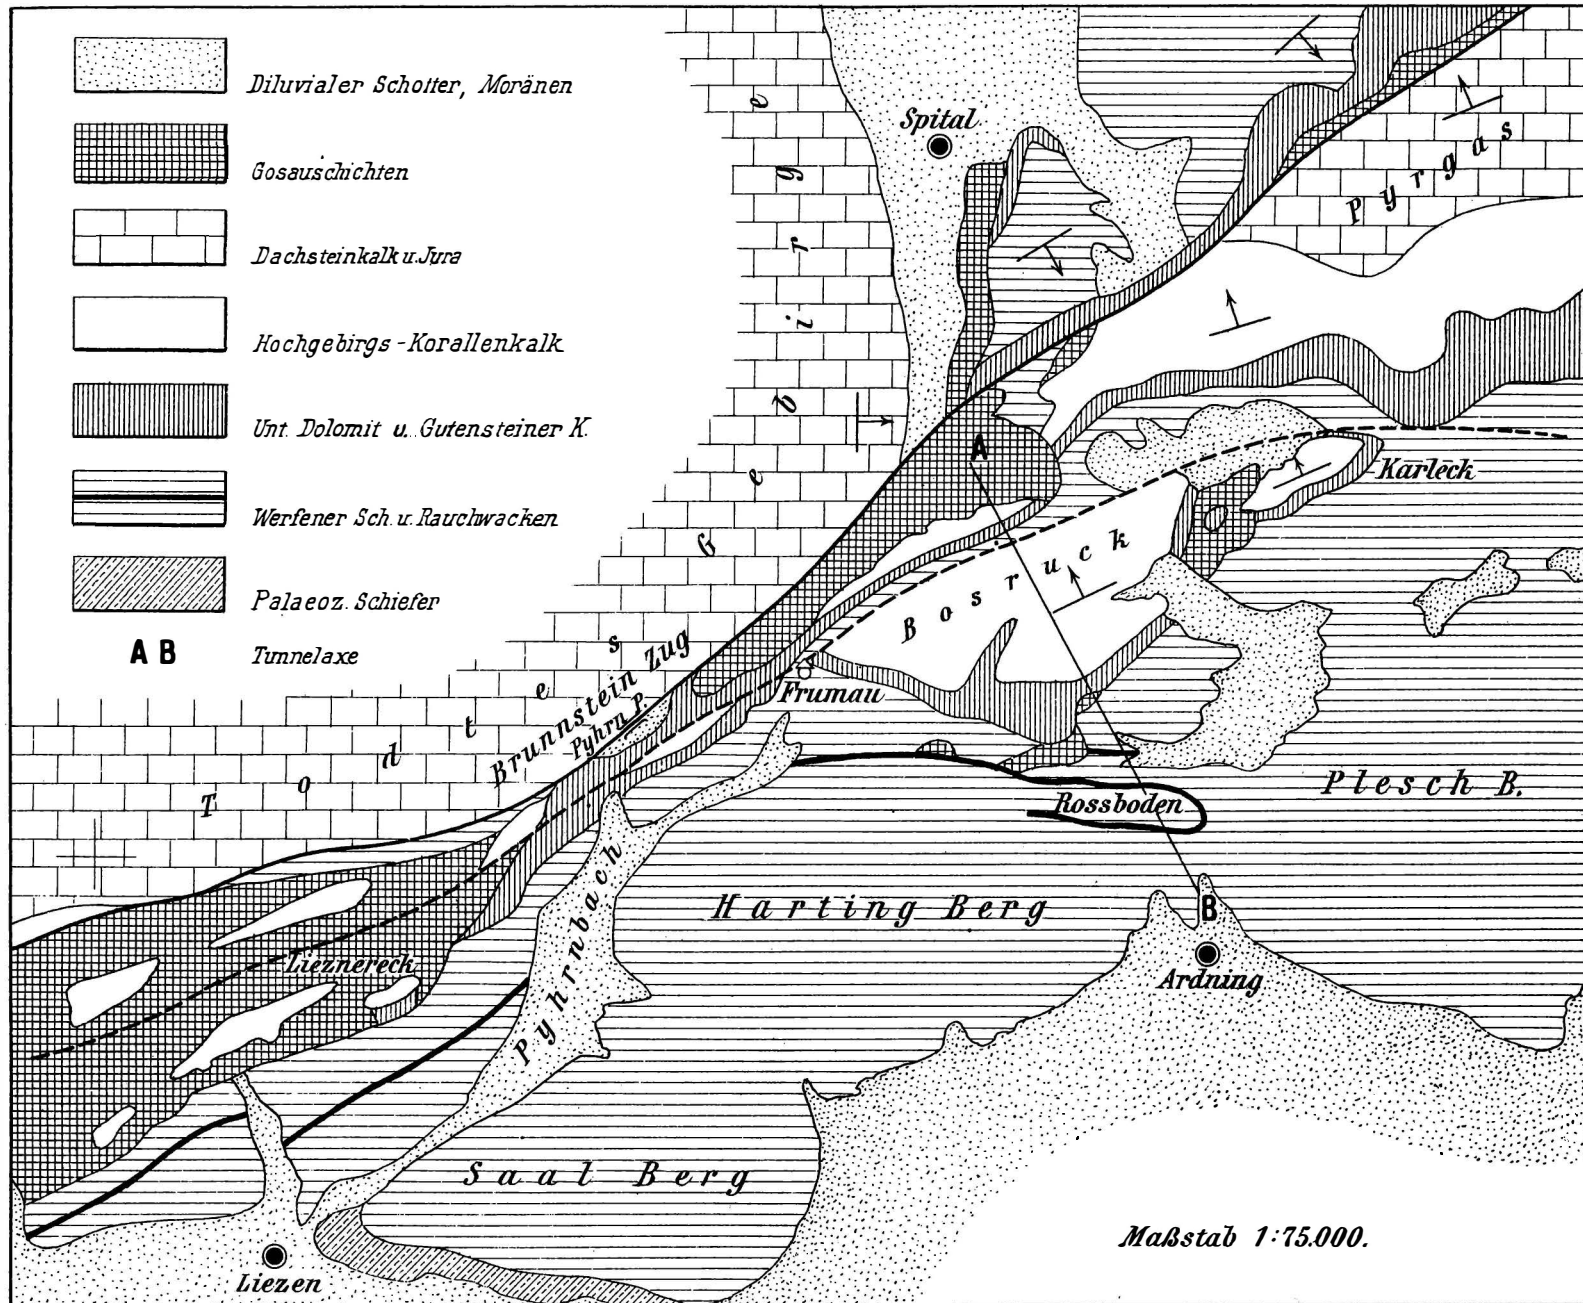 Diluvialer Schotter, Moränen
Gosauschichten
Dachsteinkalk u. Jura
Hochgebirgs-Korallenkalk
Unt. Dolomit u. Gutensteiner K.
Werfener Sch. u. Rauchwacken
Palaeoz. Schiefer
A B Tunnelaxe
Spital
Pyrgas
Todtes Gebirge
A
Karleck
Bosruck
Brunnstein Zug
Pyhrn P.
Frumau
Rossboden
Plesch B.
Pyhrnbach
Harting Berg
B
Ardning
Lieznereck
Saal Berg
Liezen
Maßstab 1:75.000.